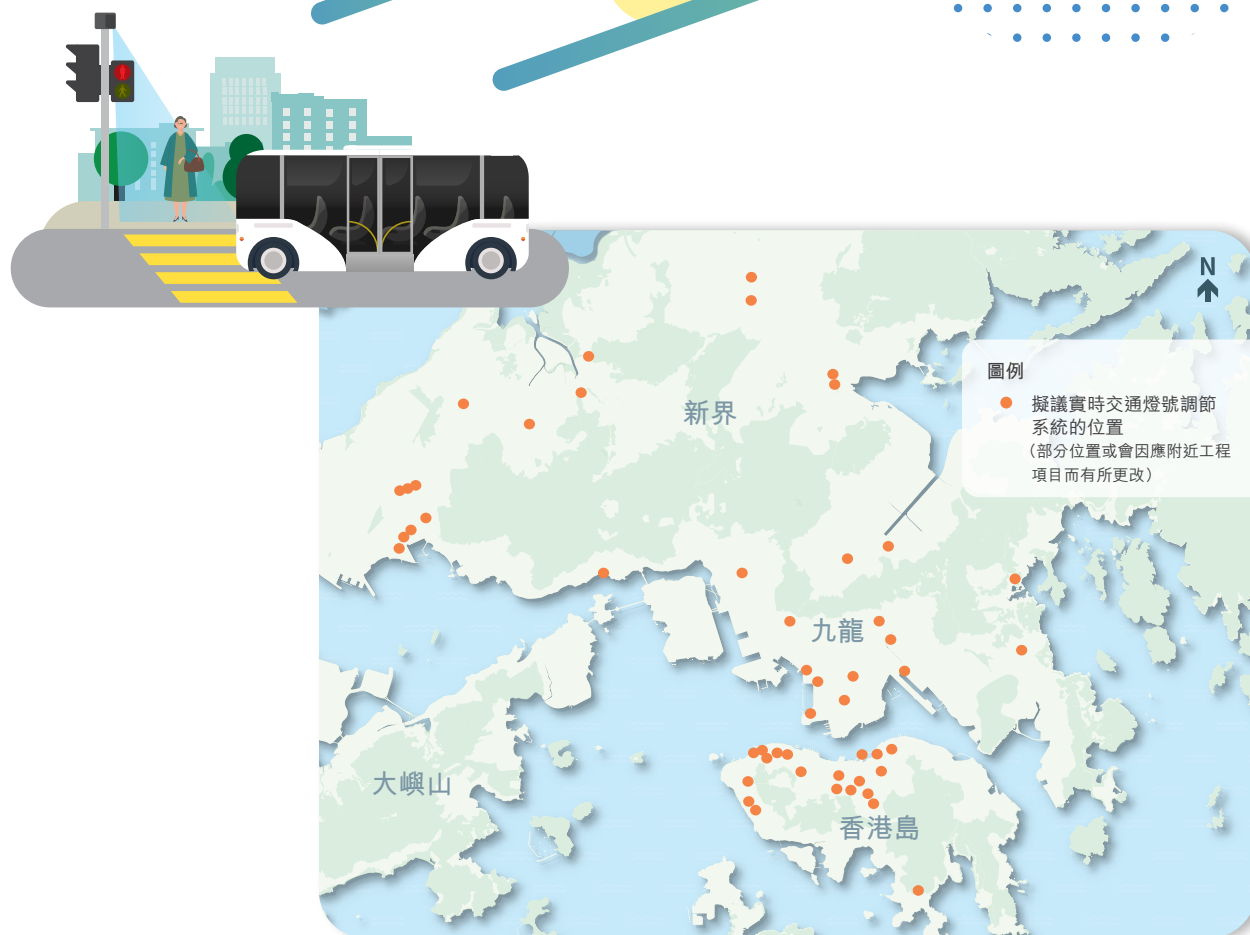 N
圖例
擬議實時交通燈號調節
系統的位置
（部分位置或會因應附近工程
項目而有所更改）
新界
九龍
大嶼山
香港島